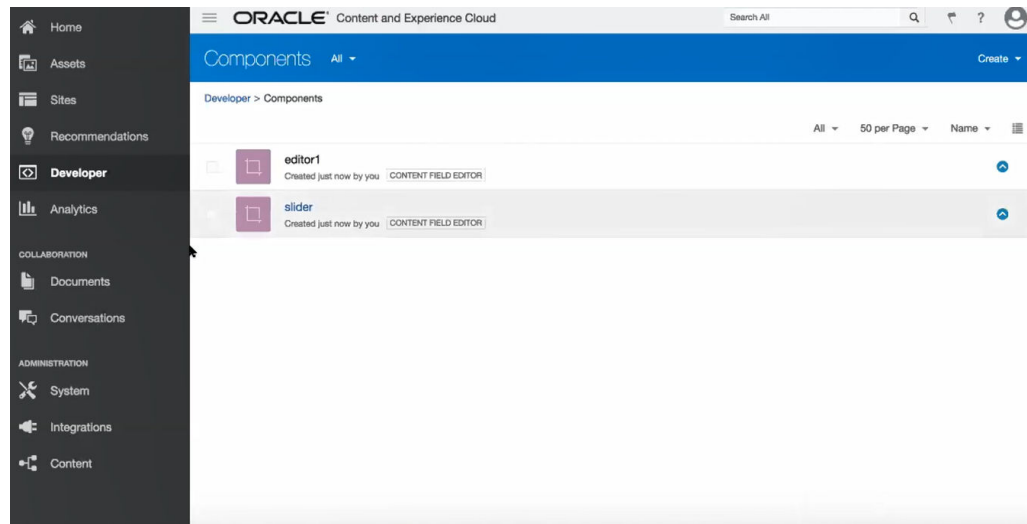 Home
Assets
Sites
Recommendations
Developer
Analytics
COLLABORATION
Documents
Conversations
ADMINISTRATION
System
Integrations
Content
ORACLE® Content and Experience Cloud
Search All
?
Components All
Create
Developer > Components
All 50 per Page Name
editor1
Created just now by you CONTENT FIELD EDITOR
slider
Created just now by you CONTENT FIELD EDITOR